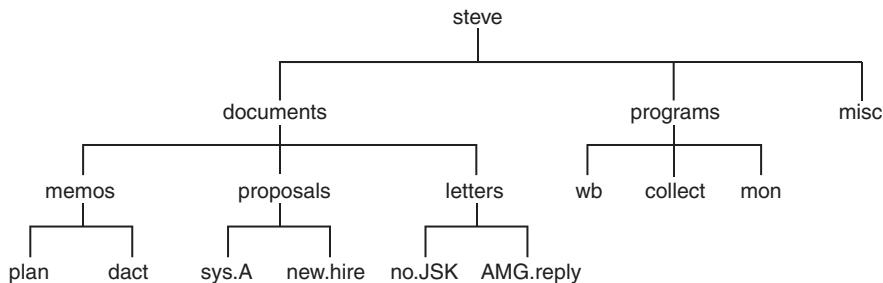 steve
documents programs misc
memos proposals letters wb collect mon
plan dact sys.A new.hire no.JSK AMG.reply